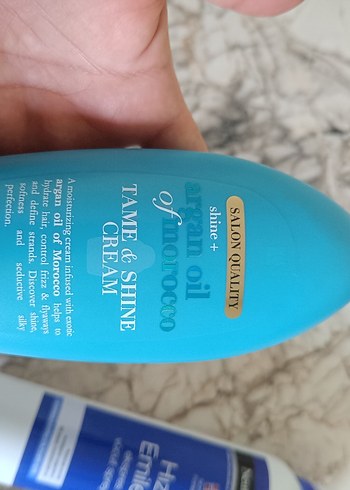 SALON QUALITY
shine +
argan oil
of morocco
TAME & SHINE
CREAM
A moisturizing cream infused with exotic
argan oil of Morocco helps to
hydrate hair, control frizz & flyaways
and define strands. Discover shine,
softness and seductive silky
perfection.